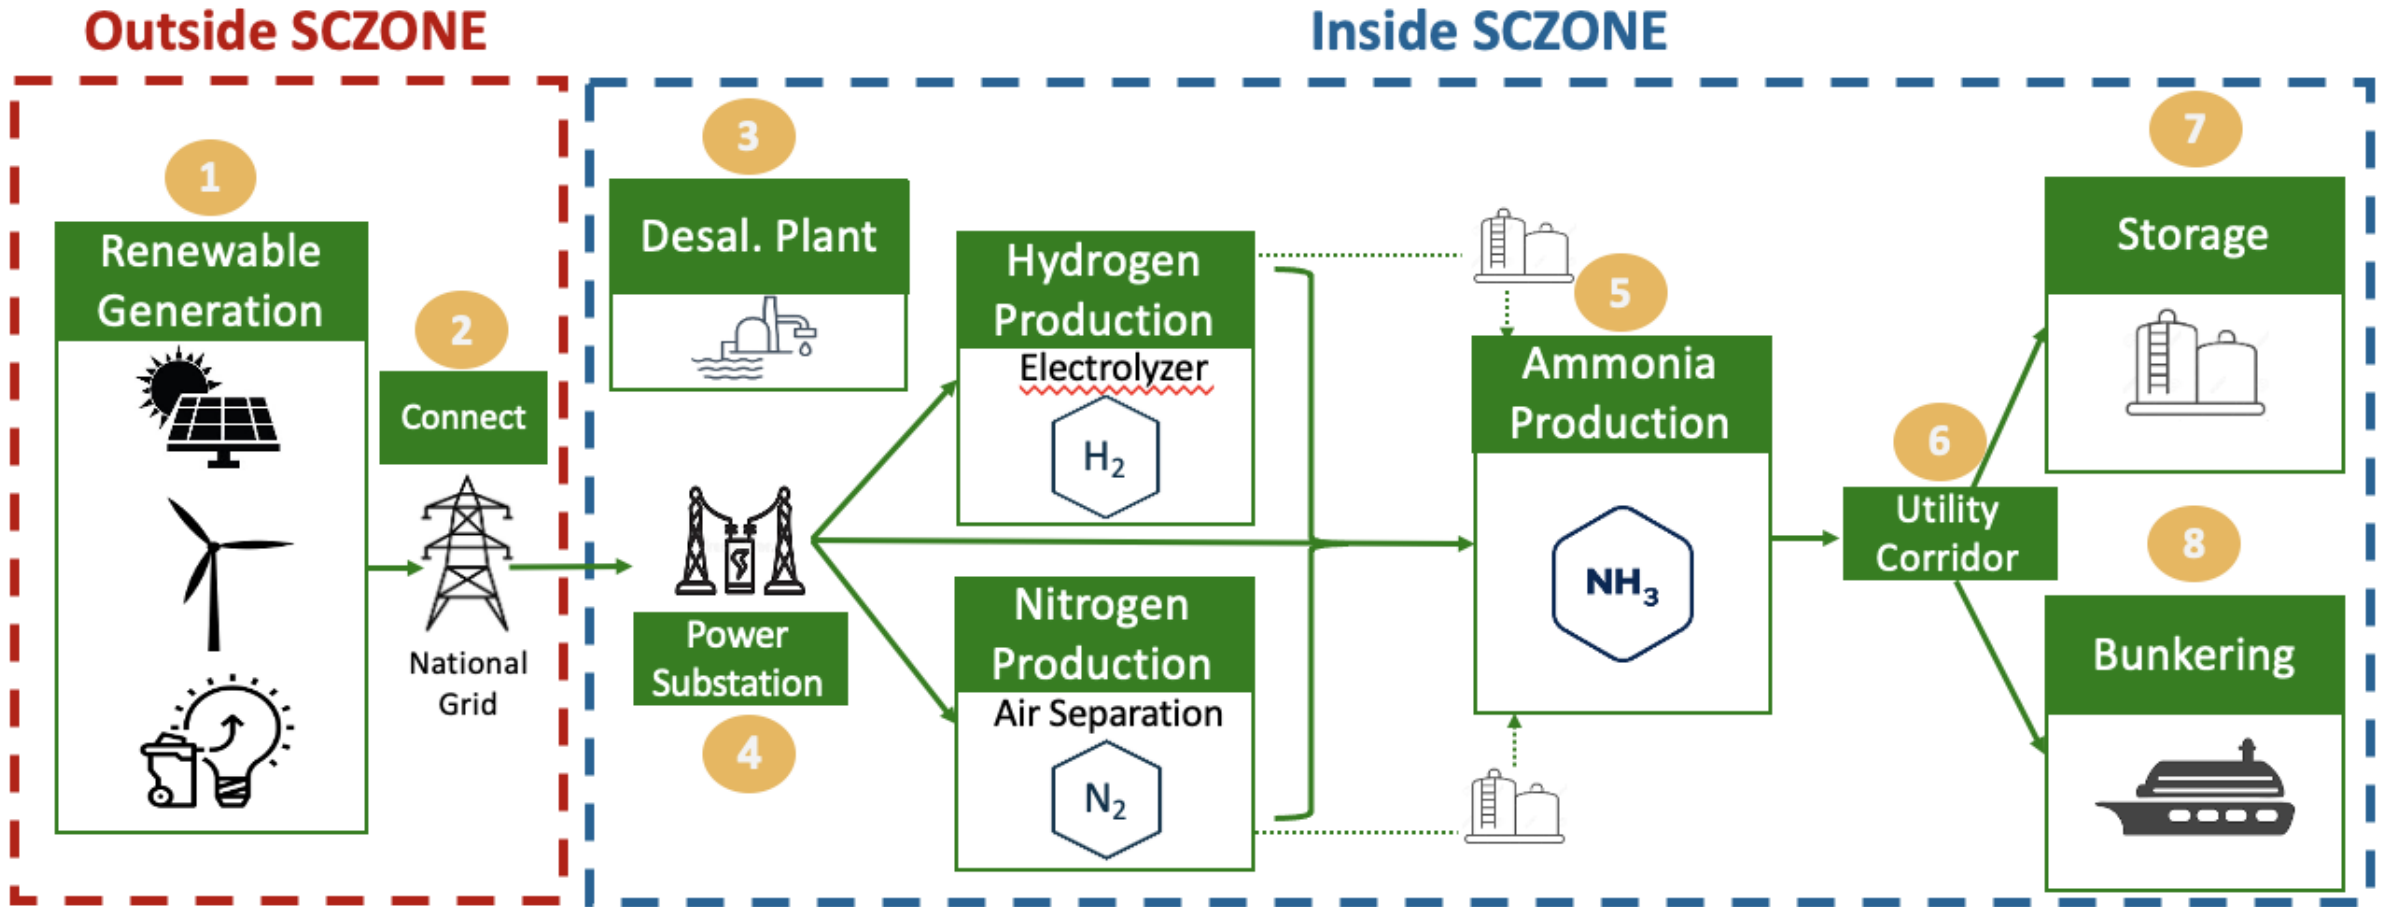 Outside SCZONE
Inside SCZONE
1
Renewable
Generation
2
Connect
National
Grid
3
Desal. Plant
Power
Substation
4
Hydrogen
Production
Electrolyzer
H2
Nitrogen
Production
Air Separation
N2
5
Ammonia
Production
NH3
6
Utility
Corridor
7
Storage
8
Bunkering